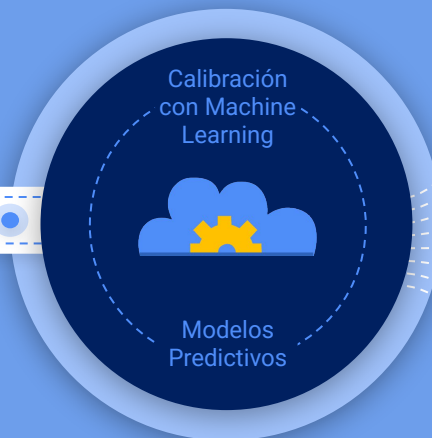 Calibración
con Machine
Learning
Modelos
Predictivos